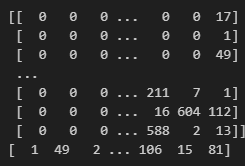 [[  0   0   0 ...   0   0  17]
 [  0   0   0 ...   0   0   1]
 [  0   0   0 ...   0   0  49]
 ...
 [  0   0   0 ... 211   7   1]
 [  0   0   0 ...  16 604 112]
 [  0   0   0 ... 588   2  13]]
[  1  49   2 ... 106  15  81]